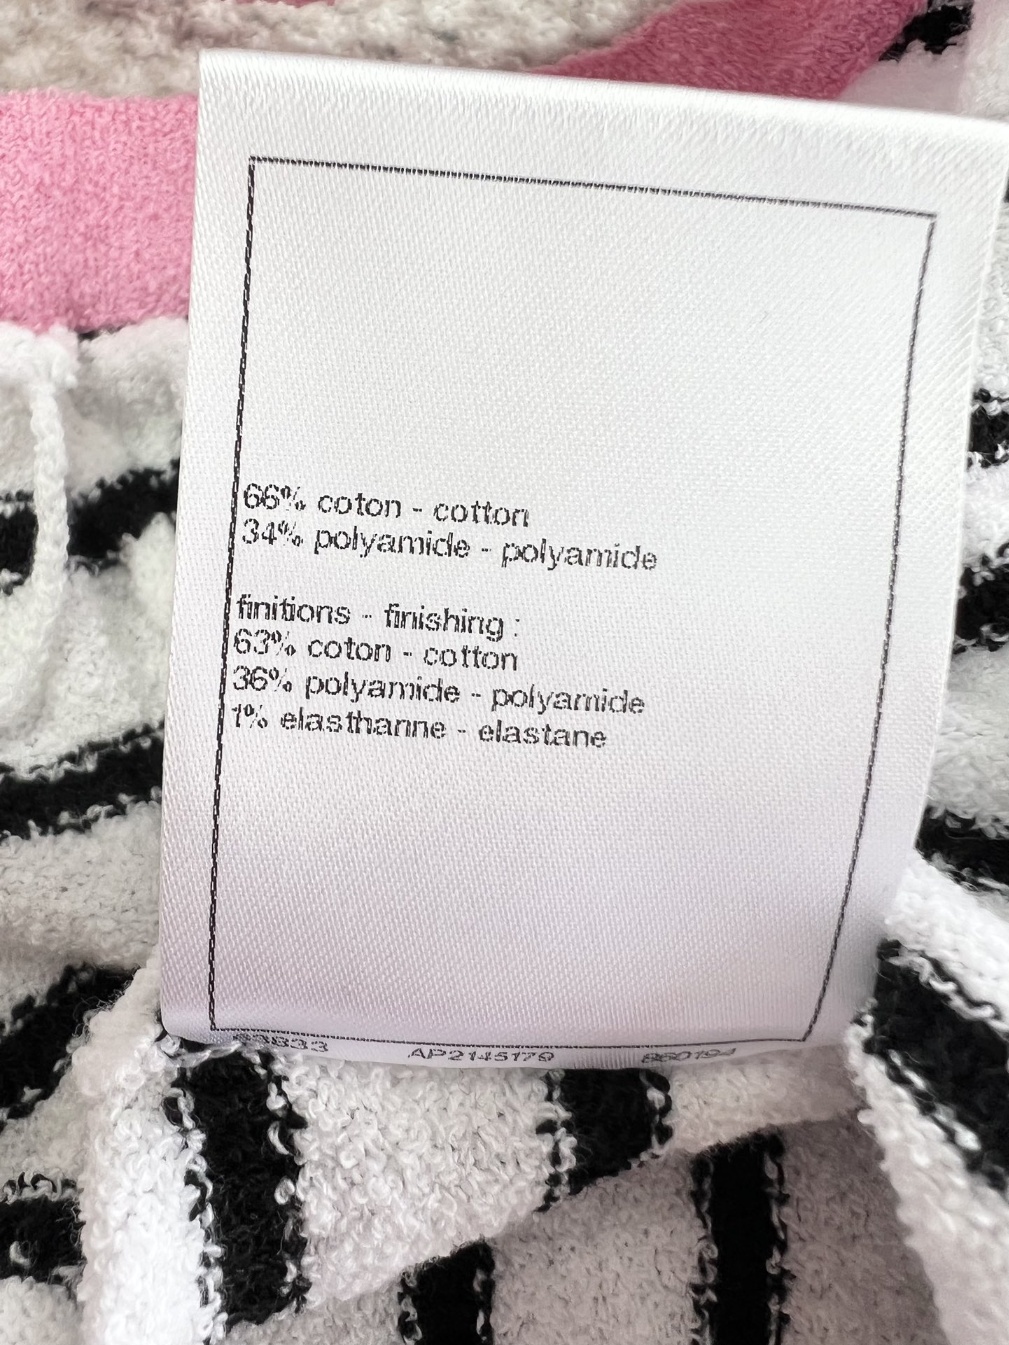 66% coton - cotton
34% polyamide - polyamide
finitions - finishing :
63% coton - cotton
36% polyamide - polyamide
1% elasthanne - elastane
AP2145179